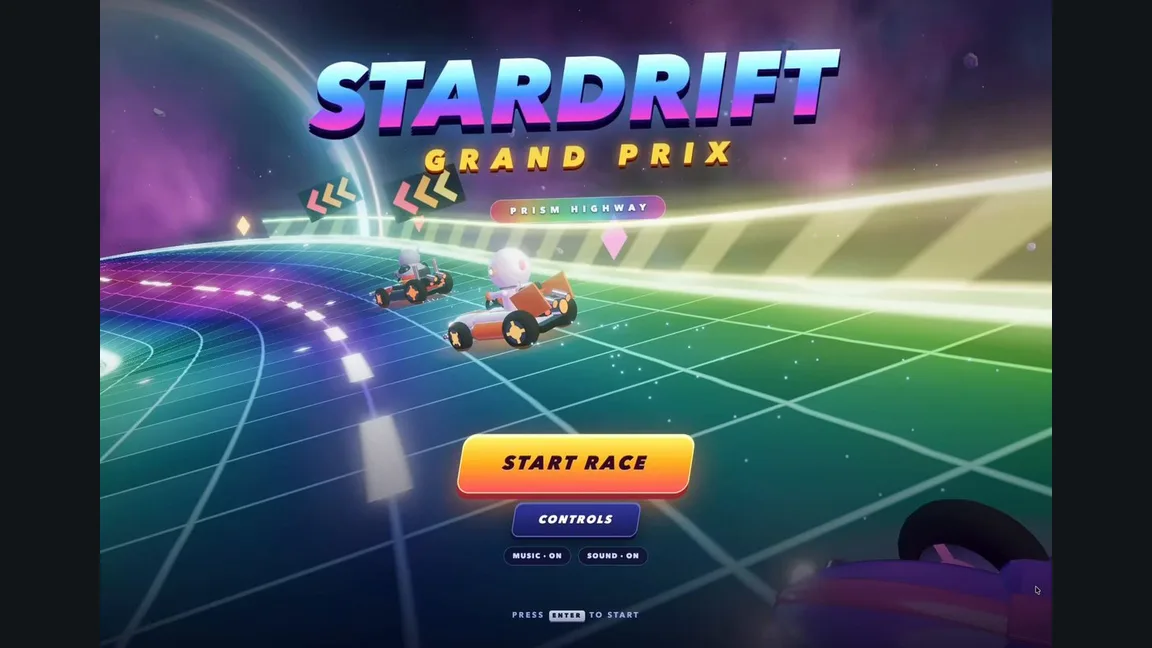 STARDRIFT
GRAND PRIX
PRISM HIGHWAY
START RACE
CONTROLS
MUSIC • ON SOUND • ON
PRESS ENTER TO START